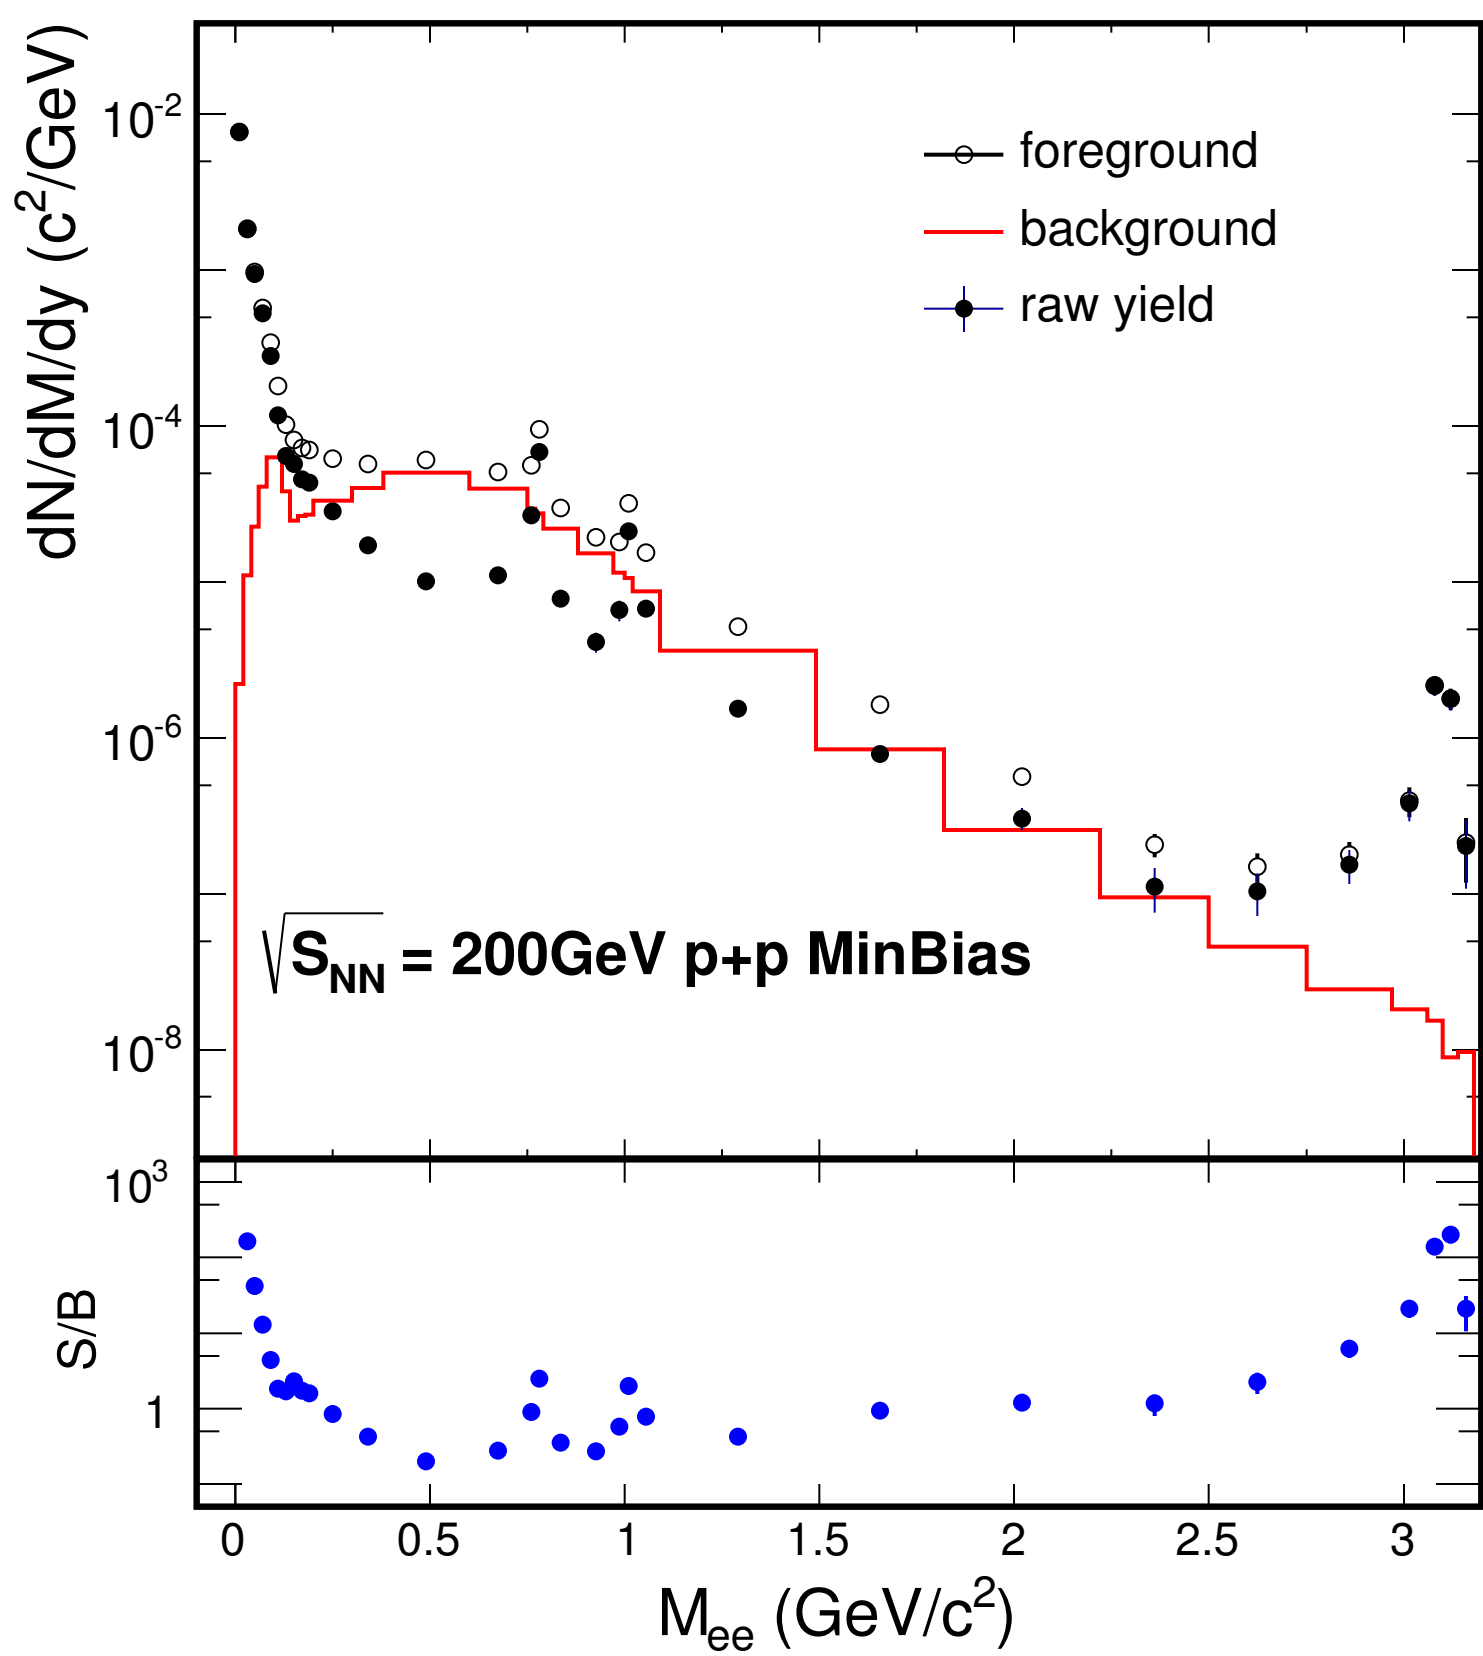 dN/dM/dy (c²/GeV)
10⁻²
10⁻⁴
10⁻⁶
10⁻⁸
foreground
background
raw yield
√S_NN = 200GeV p+p MinBias
S/B
10³
1
0 0.5 1 1.5 2 2.5 3
M_ee (GeV/c²)